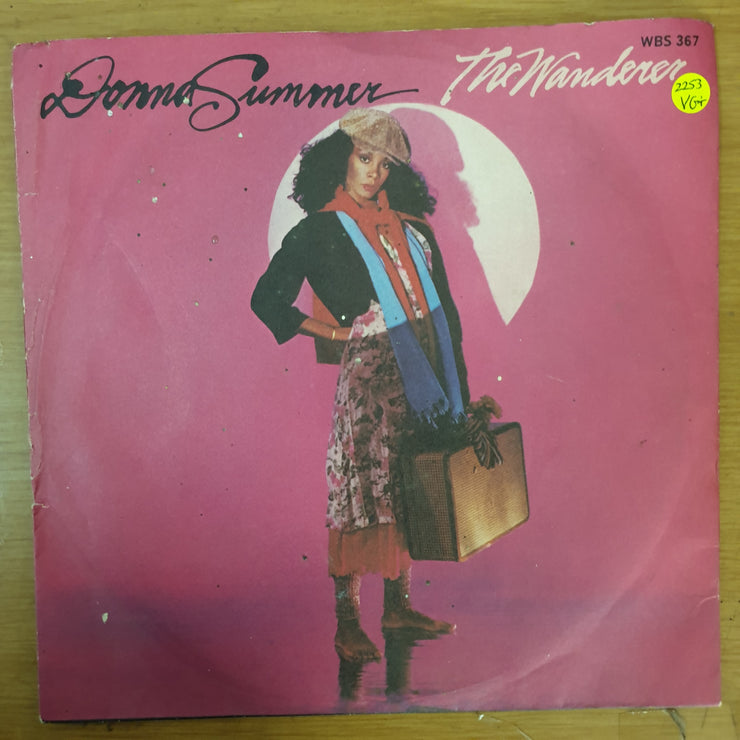 WBS 367
Donna Summer
The Wanderer
2253
VG+